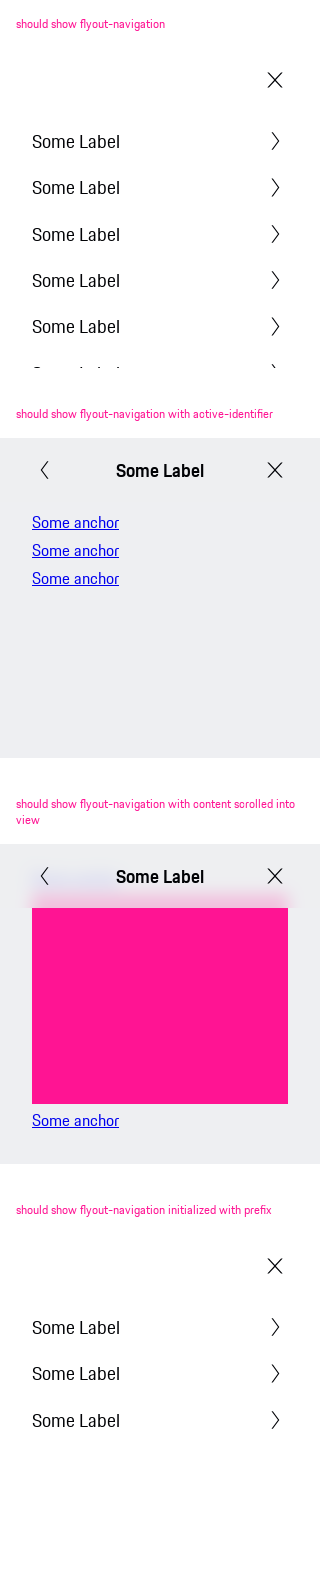 should show flyout-navigation
Some Label
Some Label
Some Label
Some Label
Some Label
should show flyout-navigation with active-identifier
Some Label
Some anchor
Some anchor
Some anchor
should show flyout-navigation with content scrolled into
view
Some Label
Some anchor
should show flyout-navigation initialized with prefix
Some Label
Some Label
Some Label